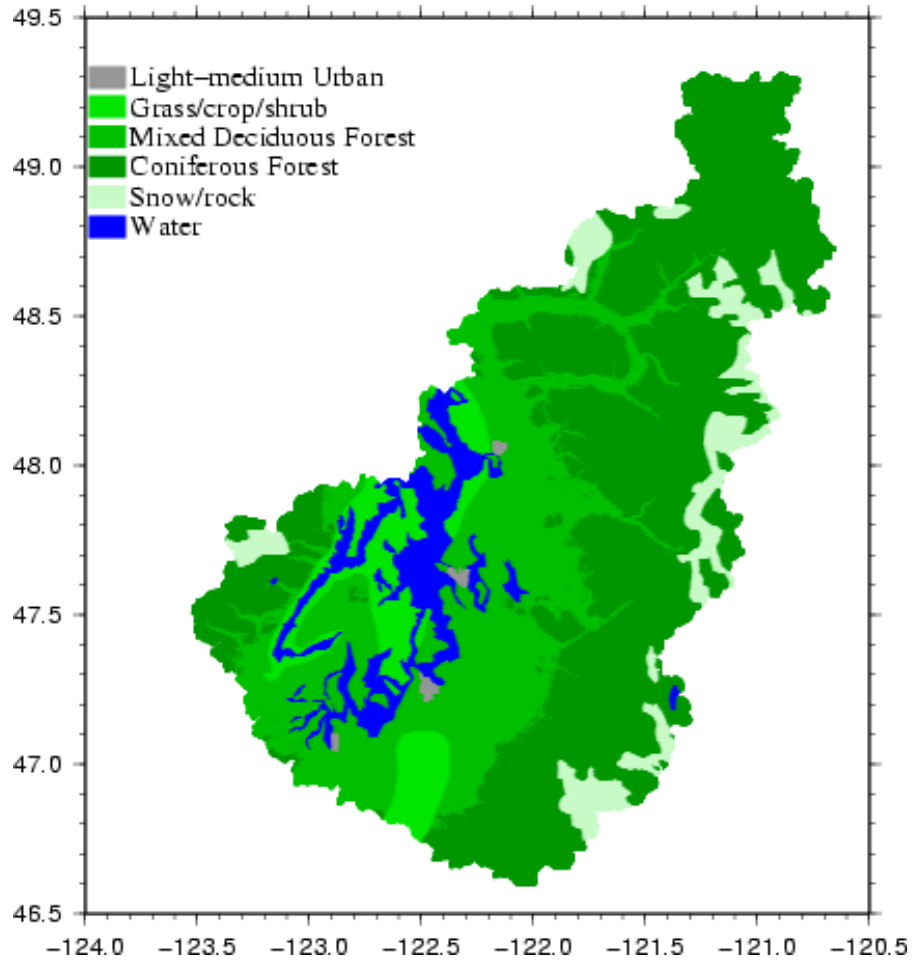 49.5
Light–medium Urban
Grass/crop/shrub
Mixed Deciduous Forest
49.0
Coniferous Forest
Snow/rock
Water
48.5
48.0
47.5
47.0
46.5
−124.0 −123.5 −123.0 −122.5 −122.0 −121.5 −121.0 −120.5